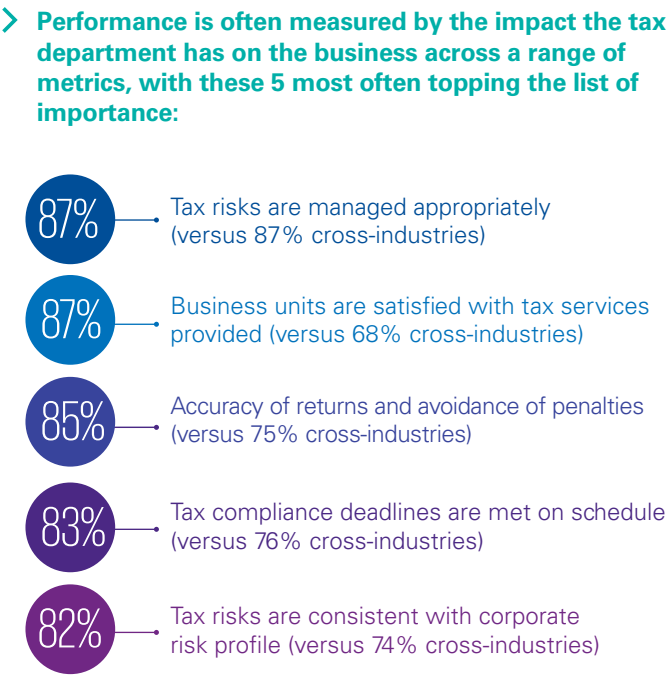 Performance is often measured by the impact the tax
department has on the business across a range of
metrics, with these 5 most often topping the list of
importance:
87%
Tax risks are managed appropriately
(versus 87% cross-industries)
87%
Business units are satisfied with tax services
provided (versus 68% cross-industries)
85%
Accuracy of returns and avoidance of penalties
(versus 75% cross-industries)
83%
Tax compliance deadlines are met on schedule
(versus 76% cross-industries)
82%
Tax risks are consistent with corporate
risk profile (versus 74% cross-industries)